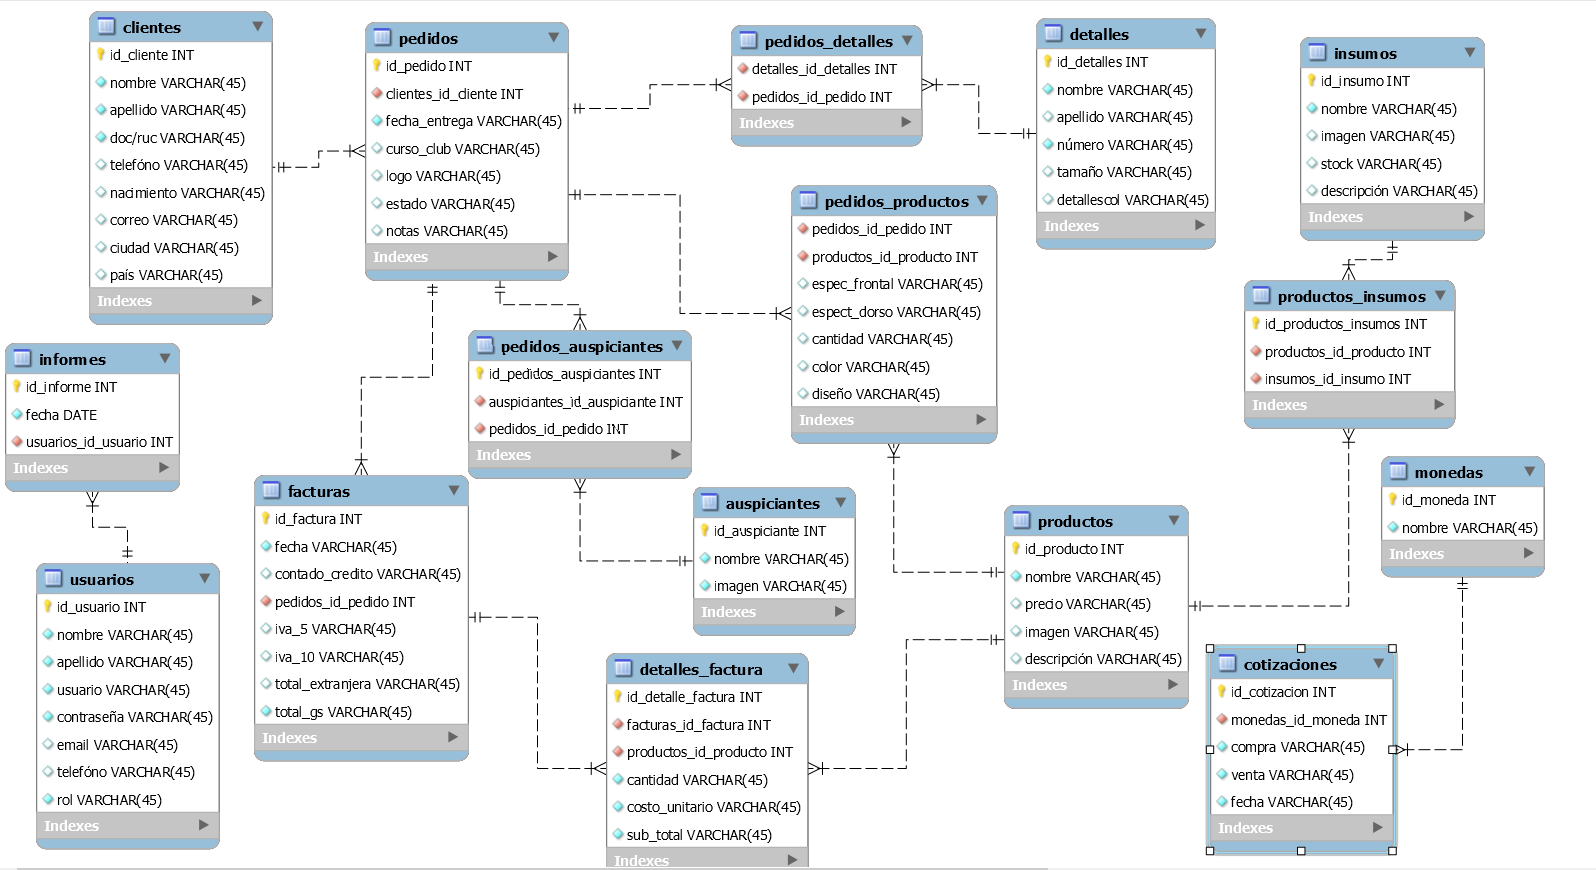 clientes
id_cliente INT
nombre VARCHAR(45)
apellido VARCHAR(45)
doc/ruc VARCHAR(45)
telefóno VARCHAR(45)
nacimiento VARCHAR(45)
correo VARCHAR(45)
ciudad VARCHAR(45)
país VARCHAR(45)
Indexes
pedidos
id_pedido INT
clientes_id_cliente INT
fecha_entrega VARCHAR(45)
curso_club VARCHAR(45)
logo VARCHAR(45)
estado VARCHAR(45)
notas VARCHAR(45)
Indexes
pedidos_detalles
detalles_id_detalles INT
pedidos_id_pedido INT
Indexes
detalles
id_detalles INT
nombre VARCHAR(45)
apellido VARCHAR(45)
número VARCHAR(45)
tamaño VARCHAR(45)
detallescol VARCHAR(45)
Indexes
insumos
id_insumo INT
nombre VARCHAR(45)
imagen VARCHAR(45)
stock VARCHAR(45)
descripción VARCHAR(45)
Indexes
pedidos_productos
pedidos_id_pedido INT
productos_id_producto INT
espec_frontal VARCHAR(45)
espect_dorso VARCHAR(45)
cantidad VARCHAR(45)
color VARCHAR(45)
diseño VARCHAR(45)
Indexes
productos_insumos
id_productos_insumos INT
productos_id_producto INT
insumos_id_insumo INT
Indexes
informes
id_informe INT
fecha DATE
usuarios_id_usuario INT
Indexes
pedidos_auspiciantes
id_pedidos_auspiciantes INT
auspiciantes_id_auspiciante INT
pedidos_id_pedido INT
Indexes
facturas
id_factura INT
fecha VARCHAR(45)
contado_credito VARCHAR(45)
pedidos_id_pedido INT
iva_5 VARCHAR(45)
iva_10 VARCHAR(45)
total_extranjera VARCHAR(45)
total_gs VARCHAR(45)
Indexes
auspiciantes
id_auspiciante INT
nombre VARCHAR(45)
imagen VARCHAR(45)
Indexes
productos
id_producto INT
nombre VARCHAR(45)
precio VARCHAR(45)
imagen VARCHAR(45)
descripción VARCHAR(45)
Indexes
monedas
id_moneda INT
nombre VARCHAR(45)
Indexes
usuarios
id_usuario INT
nombre VARCHAR(45)
apellido VARCHAR(45)
usuario VARCHAR(45)
contraseña VARCHAR(45)
email VARCHAR(45)
telefóno VARCHAR(45)
rol VARCHAR(45)
Indexes
detalles_factura
id_detalle_factura INT
facturas_id_factura INT
productos_id_producto INT
cantidad VARCHAR(45)
costo_unitario VARCHAR(45)
sub_total VARCHAR(45)
Indexes
cotizaciones
id_cotizacion INT
monedas_id_moneda INT
compra VARCHAR(45)
venta VARCHAR(45)
fecha VARCHAR(45)
Indexes